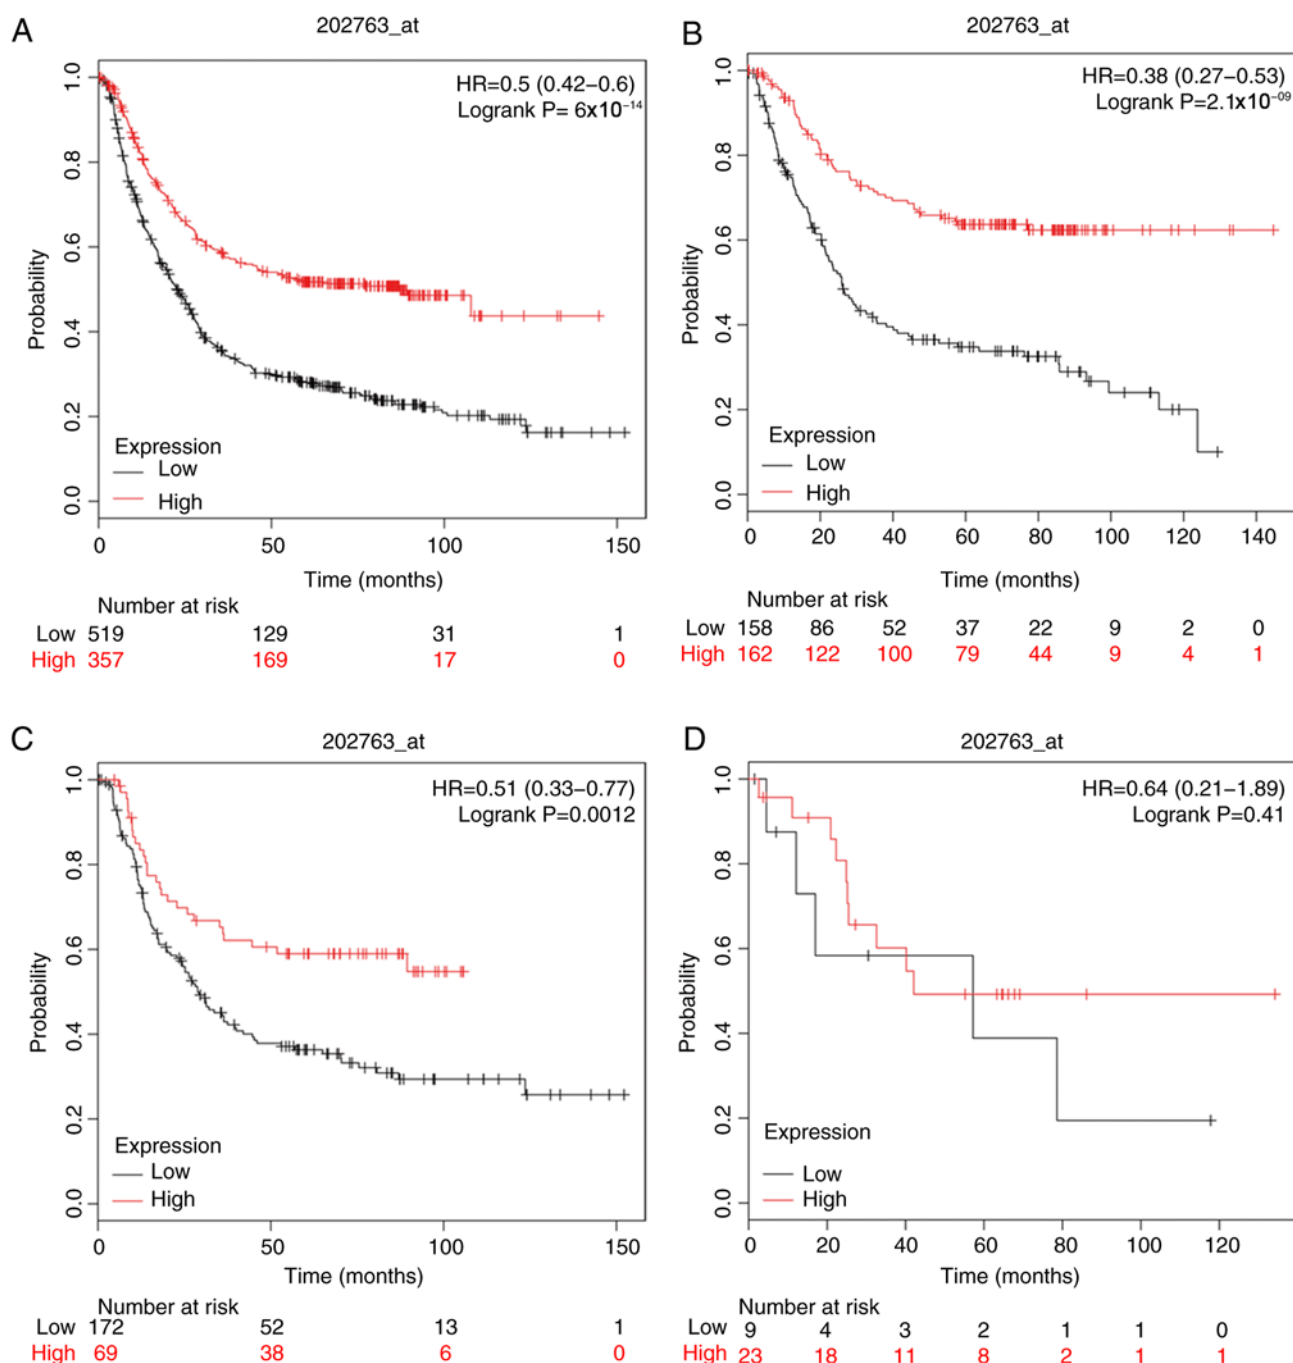 A
202763_at
HR=0.5 (0.42–0.6)
Logrank P= 6x10⁻¹⁴
Probability
1.0
0.8
0.6
0.4
0.2
0.0
Expression
Low
High
0 50 100 150
Time (months)
Number at risk
Low 519 129 31 1
High 357 169 17 0
B
202763_at
HR=0.38 (0.27–0.53)
Logrank P=2.1x10⁻⁰⁹
Probability
1.0
0.8
0.6
0.4
0.2
0.0
Expression
Low
High
0 20 40 60 80 100 120 140
Time (months)
Number at risk
Low 158 86 52 37 22 9 2 0
High 162 122 100 79 44 9 4 1
C
202763_at
HR=0.51 (0.33–0.77)
Logrank P=0.0012
Probability
1.0
0.8
0.6
0.4
0.2
0.0
Expression
Low
High
0 50 100 150
Time (months)
Number at risk
Low 172 52 13 1
High 69 38 6 0
D
202763_at
HR=0.64 (0.21–1.89)
Logrank P=0.41
Probability
1.0
0.8
0.6
0.4
0.2
0.0
Expression
Low
High
0 20 40 60 80 100 120
Time (months)
Number at risk
Low 9 4 3 2 1 1 0
High 23 18 11 8 2 1 1